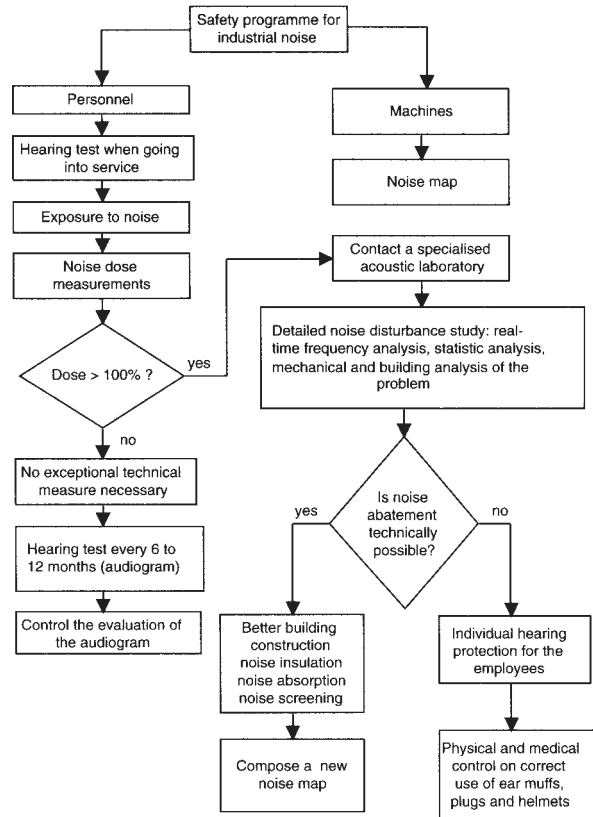 Safety programme for
industrial noise
Personnel
Machines
Hearing test when going
into service
Noise map
Exposure to noise
Contact a specialised
acoustic laboratory
Noise dose
measurements
Detailed noise disturbance study: real-
time frequency analysis, statistic analysis,
mechanical and building analysis of the
problem
Dose > 100% ?
yes
no
No exceptional technical
measure necessary
Is noise
abatement
technically
possible?
yes
no
Hearing test every 6 to
12 months (audiogram)
Control the evaluation of
the audiogram
Better building
construction
noise insulation
noise absorption
noise screening
Individual hearing
protection for the
employees
Compose a new
noise map
Physical and medical
control on correct
use of ear muffs,
plugs and helmets